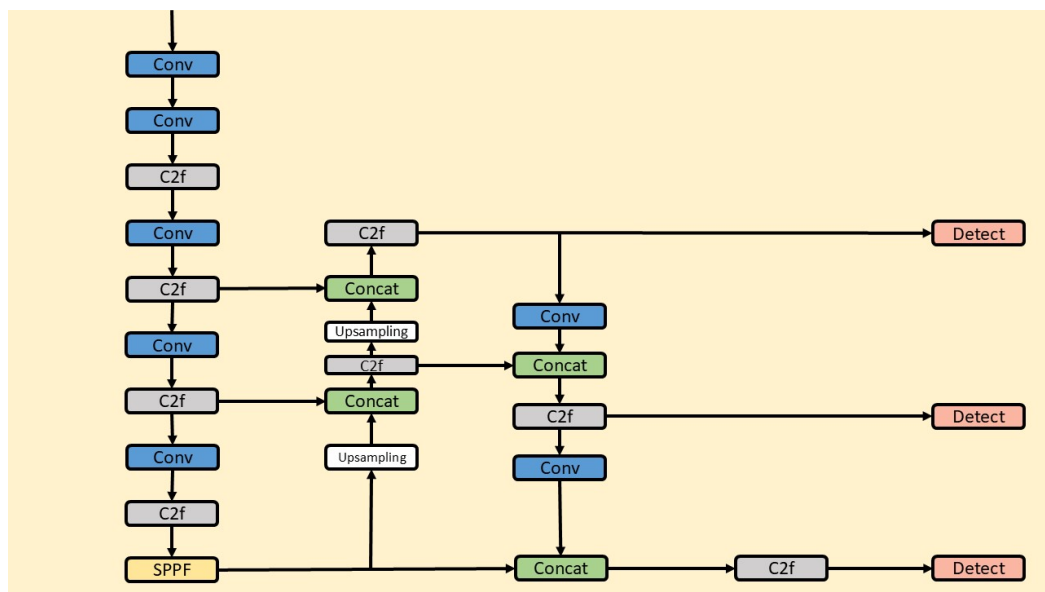 Conv
Conv
C2f
Conv
C2f
Detect
C2f
Concat
Conv
Upsampling
Conv
C2f
Concat
C2f
Concat
C2f
Detect
Conv
Upsampling
Conv
C2f
SPPF
Concat
C2f
Detect